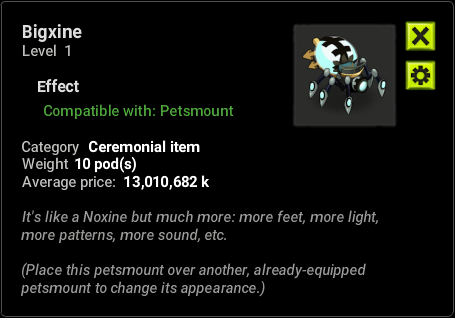 Bigxine
Level 1
Effect
Compatible with: Petsmount
Category Ceremonial item
Weight 10 pod(s)
Average price: 13,010,682 k
It's like a Noxine but much more: more feet, more light,
more patterns, more sound, etc.
(Place this petsmount over another, already-equipped
petsmount to change its appearance.)